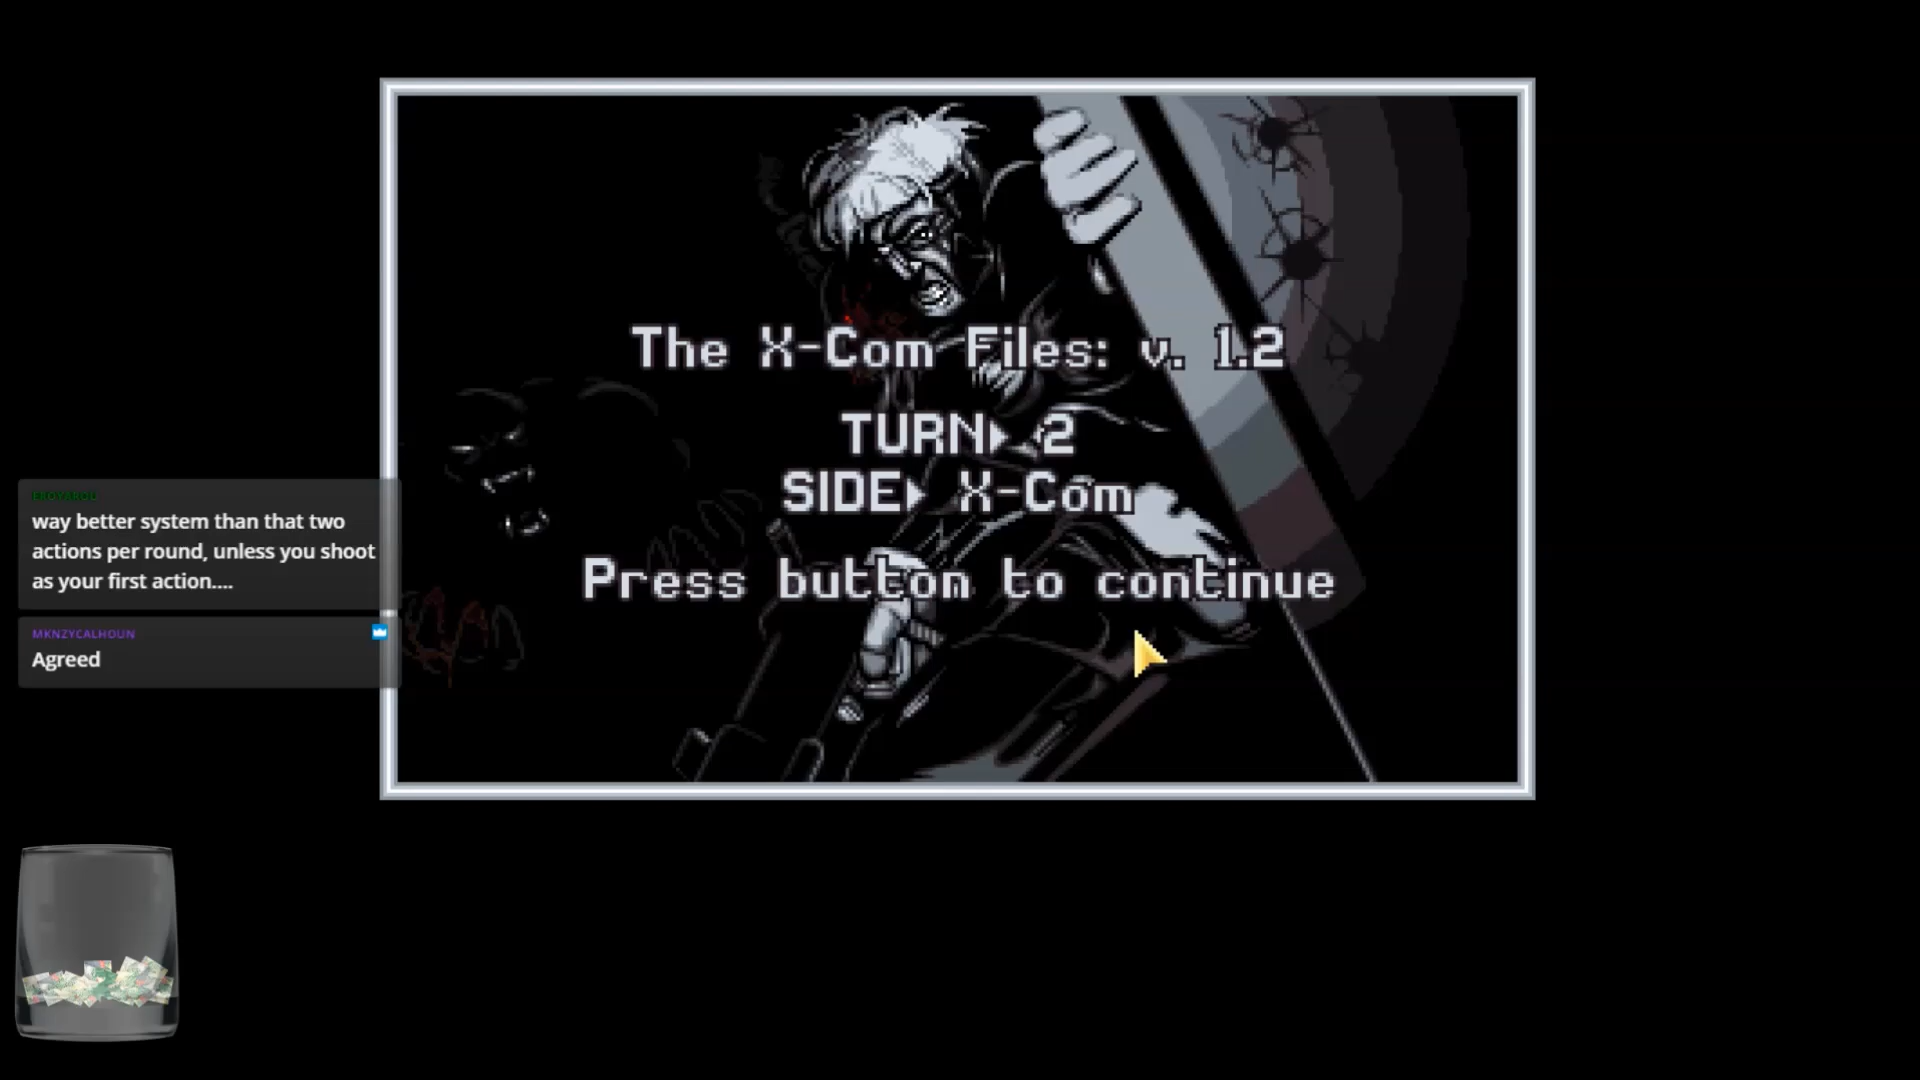 The X-Com Files: v. 1.2
TURN▸ 2
SIDE▸ X-Com
Press button to continue
way better system than that two
actions per round, unless you shoot
as your first action....
MKNZYCALHOUN
Agreed